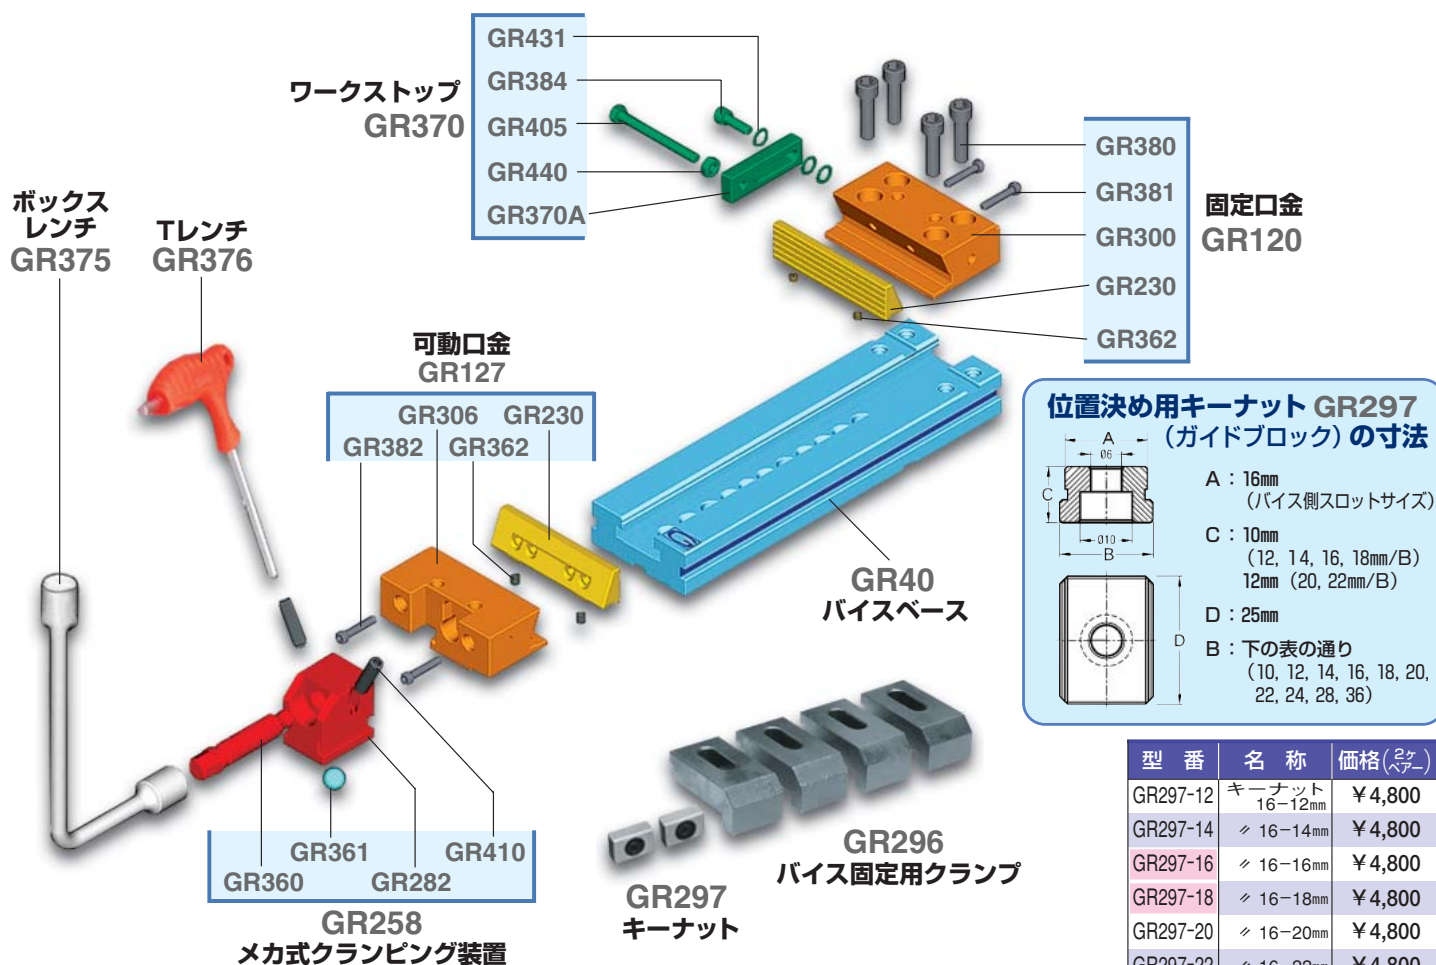 ワークストップ
GR370
GR431
GR384
GR405
GR440
GR370A
GR380
GR381
GR300
GR230
GR362
固定口金
GR120
ボックス
レンチ
GR375
Tレンチ
GR376
可動口金
GR127
GR306 GR230
GR382 GR362
GR40
バイスベース
位置決め用キーナット GR297
(ガイドブロック)の寸法
A
Ø6
C
Ø10
B
D
A:16㎜
(バイス側スロットサイズ)
C:10㎜
(12, 14, 16, 18㎜/B)
12㎜ (20, 22㎜/B)
D:25㎜
B:下の表の通り
(10, 12, 14, 16, 18, 20,
22, 24, 28, 36)
GR361 GR410
GR360 GR282
GR258
メカ式クランピング装置
GR297
キーナット
GR296
バイス固定用クランプ
型 番 名 称 価格(2ケペアー)
GR297-12 キーナット 16-12㎜ ¥4,800
GR297-14 〃 16-14㎜ ¥4,800
GR297-16 〃 16-16㎜ ¥4,800
GR297-18 〃 16-18㎜ ¥4,800
GR297-20 〃 16-20㎜ ¥4,800
GR297-22 〃 16-22㎜ ¥4,800